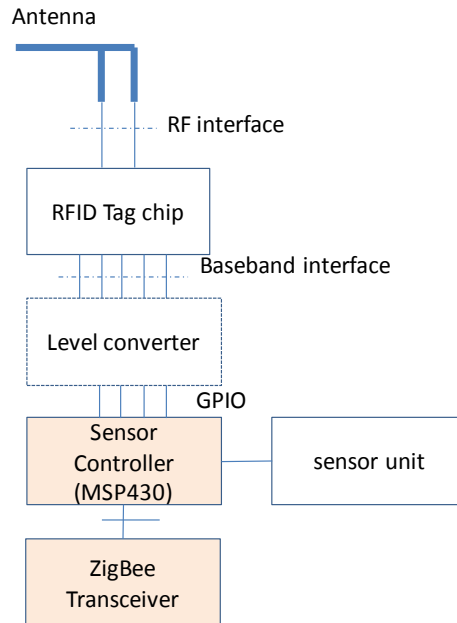 Antenna
RF interface
RFID Tag chip
Baseband interface
Level converter
GPIO
Sensor
Controller
(MSP430)
sensor unit
ZigBee
Transceiver